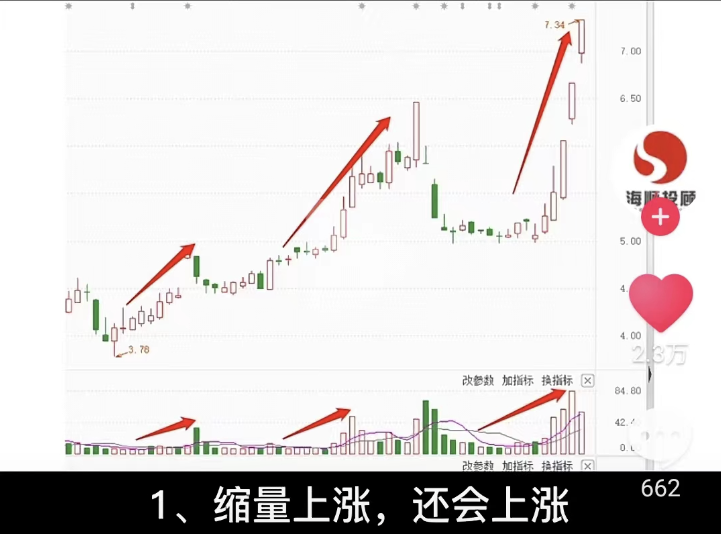 7.34
7.00
6.50
海顺投顾
5.00
4.
4.00
3.78
2.3万
改参数 加指标 换指标
84.80
42.4
0.0
改参数 加指标 换指标
662
1、缩量上涨，还会上涨